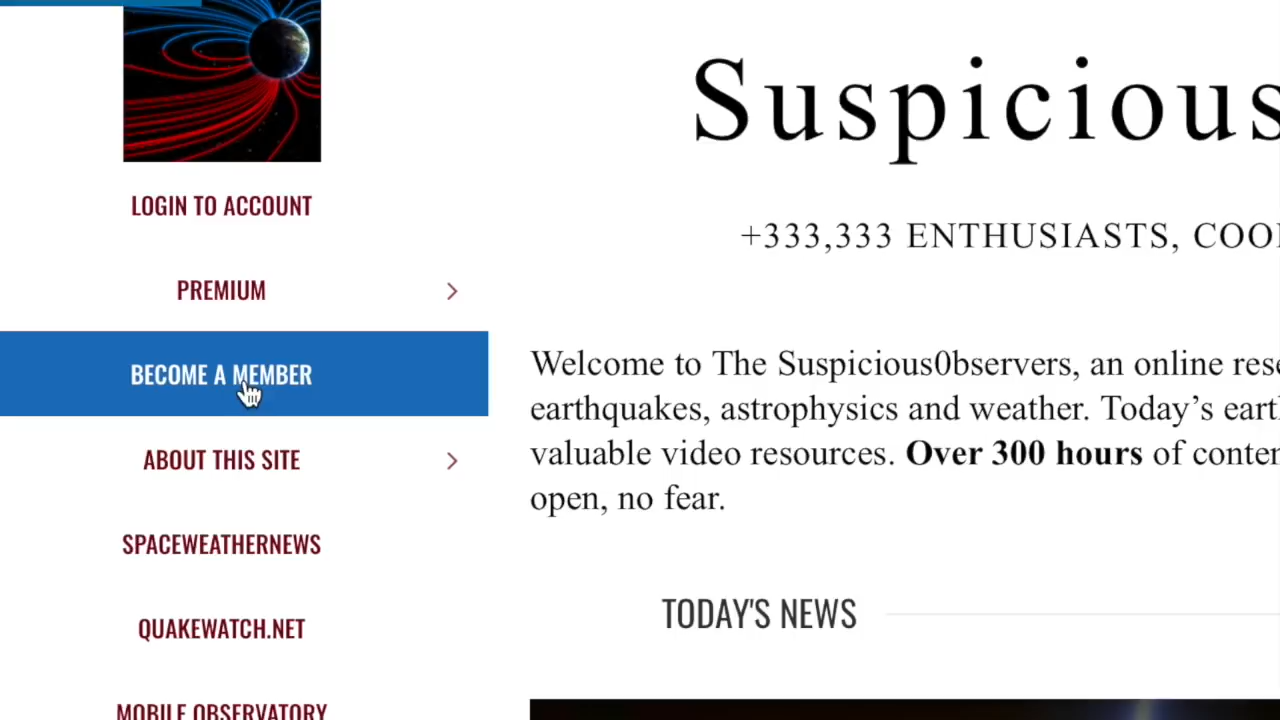 LOGIN TO ACCOUNT
PREMIUM
BECOME A MEMBER
ABOUT THIS SITE
SPACEWEATHERNEWS
QUAKEWATCH.NET
MOBILE OBSERVATORY
Suspicious
+333,333 ENTHUSIASTS,
Welcome to The Suspicious0bservers, an online
earthquakes, astrophysics and weather. Today’s
valuable video resources. Over 300 hours of
open, no fear.
TODAY'S NEWS